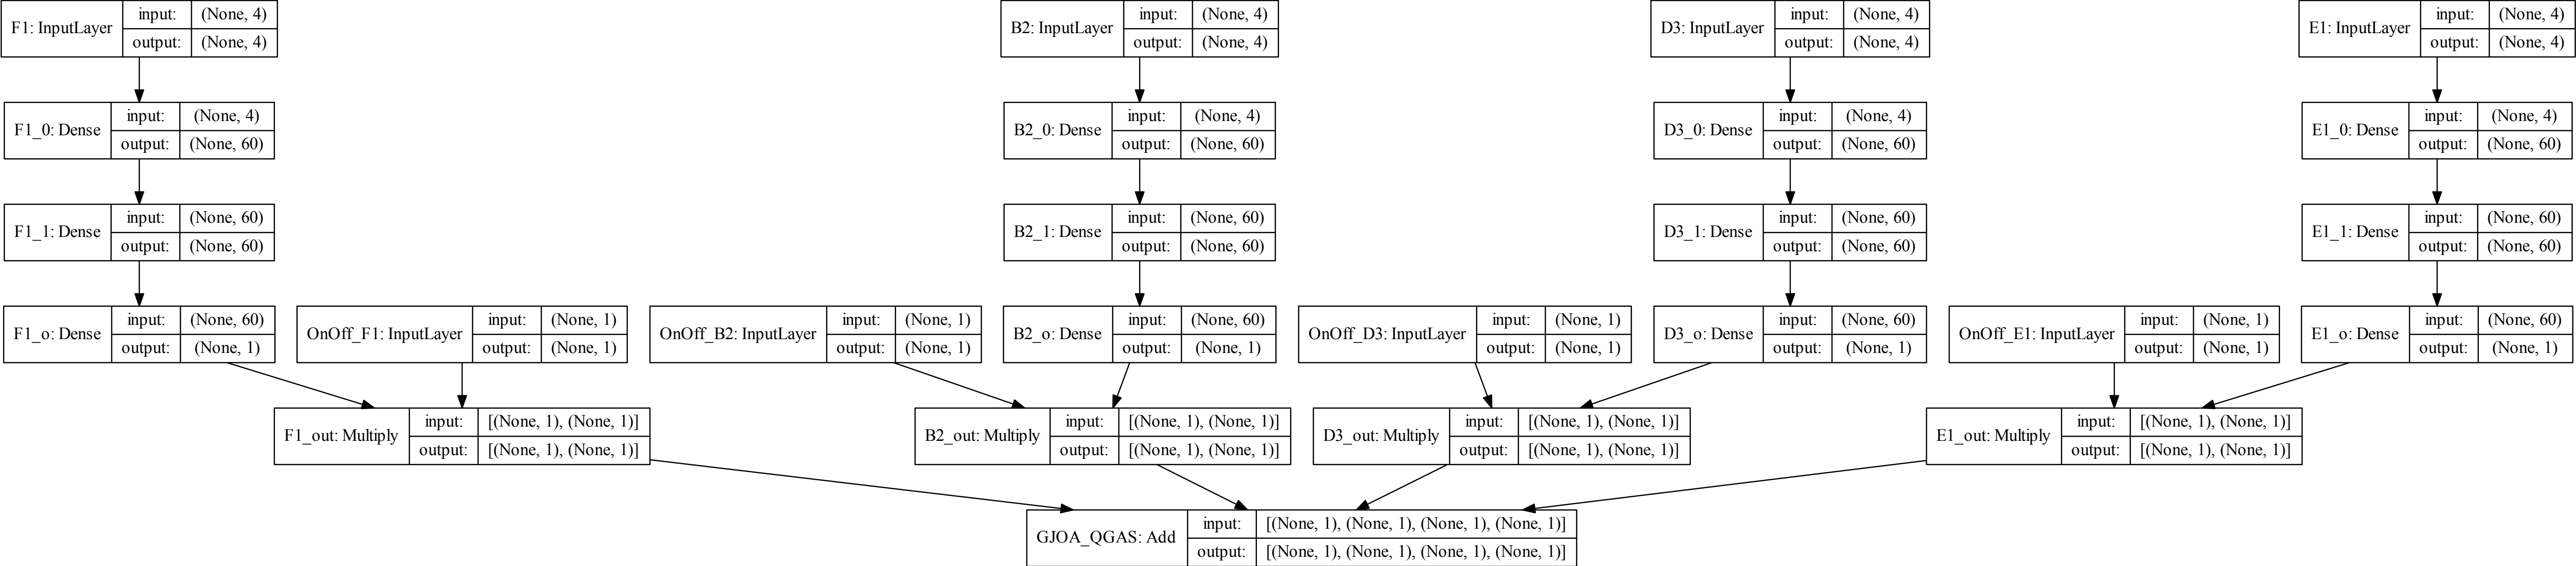 F1: InputLayer input: (None, 4)
output: (None, 4)
B2: InputLayer input: (None, 4)
output: (None, 4)
D3: InputLayer input: (None, 4)
output: (None, 4)
E1: InputLayer input: (None, 4)
output: (None, 4)
F1_0: Dense input: (None, 4)
output: (None, 60)
B2_0: Dense input: (None, 4)
output: (None, 60)
D3_0: Dense input: (None, 4)
output: (None, 60)
E1_0: Dense input: (None, 4)
output: (None, 60)
F1_1: Dense input: (None, 60)
output: (None, 60)
B2_1: Dense input: (None, 60)
output: (None, 60)
D3_1: Dense input: (None, 60)
output: (None, 60)
E1_1: Dense input: (None, 60)
output: (None, 60)
F1_o: Dense input: (None, 60)
output: (None, 1)
OnOff_F1: InputLayer input: (None, 1)
output: (None, 1)
OnOff_B2: InputLayer input: (None, 1)
output: (None, 1)
B2_o: Dense input: (None, 60)
output: (None, 1)
OnOff_D3: InputLayer input: (None, 1)
output: (None, 1)
D3_o: Dense input: (None, 60)
output: (None, 1)
OnOff_E1: InputLayer input: (None, 1)
output: (None, 1)
E1_o: Dense input: (None, 60)
output: (None, 1)
F1_out: Multiply input: [(None, 1), (None, 1)]
output: [(None, 1), (None, 1)]
B2_out: Multiply input: [(None, 1), (None, 1)]
output: [(None, 1), (None, 1)]
D3_out: Multiply input: [(None, 1), (None, 1)]
output: [(None, 1), (None, 1)]
E1_out: Multiply input: [(None, 1), (None, 1)]
output: [(None, 1), (None, 1)]
GJOA_QGAS: Add input: [(None, 1), (None, 1), (None, 1), (None, 1)]
output: [(None, 1), (None, 1), (None, 1), (None, 1)]